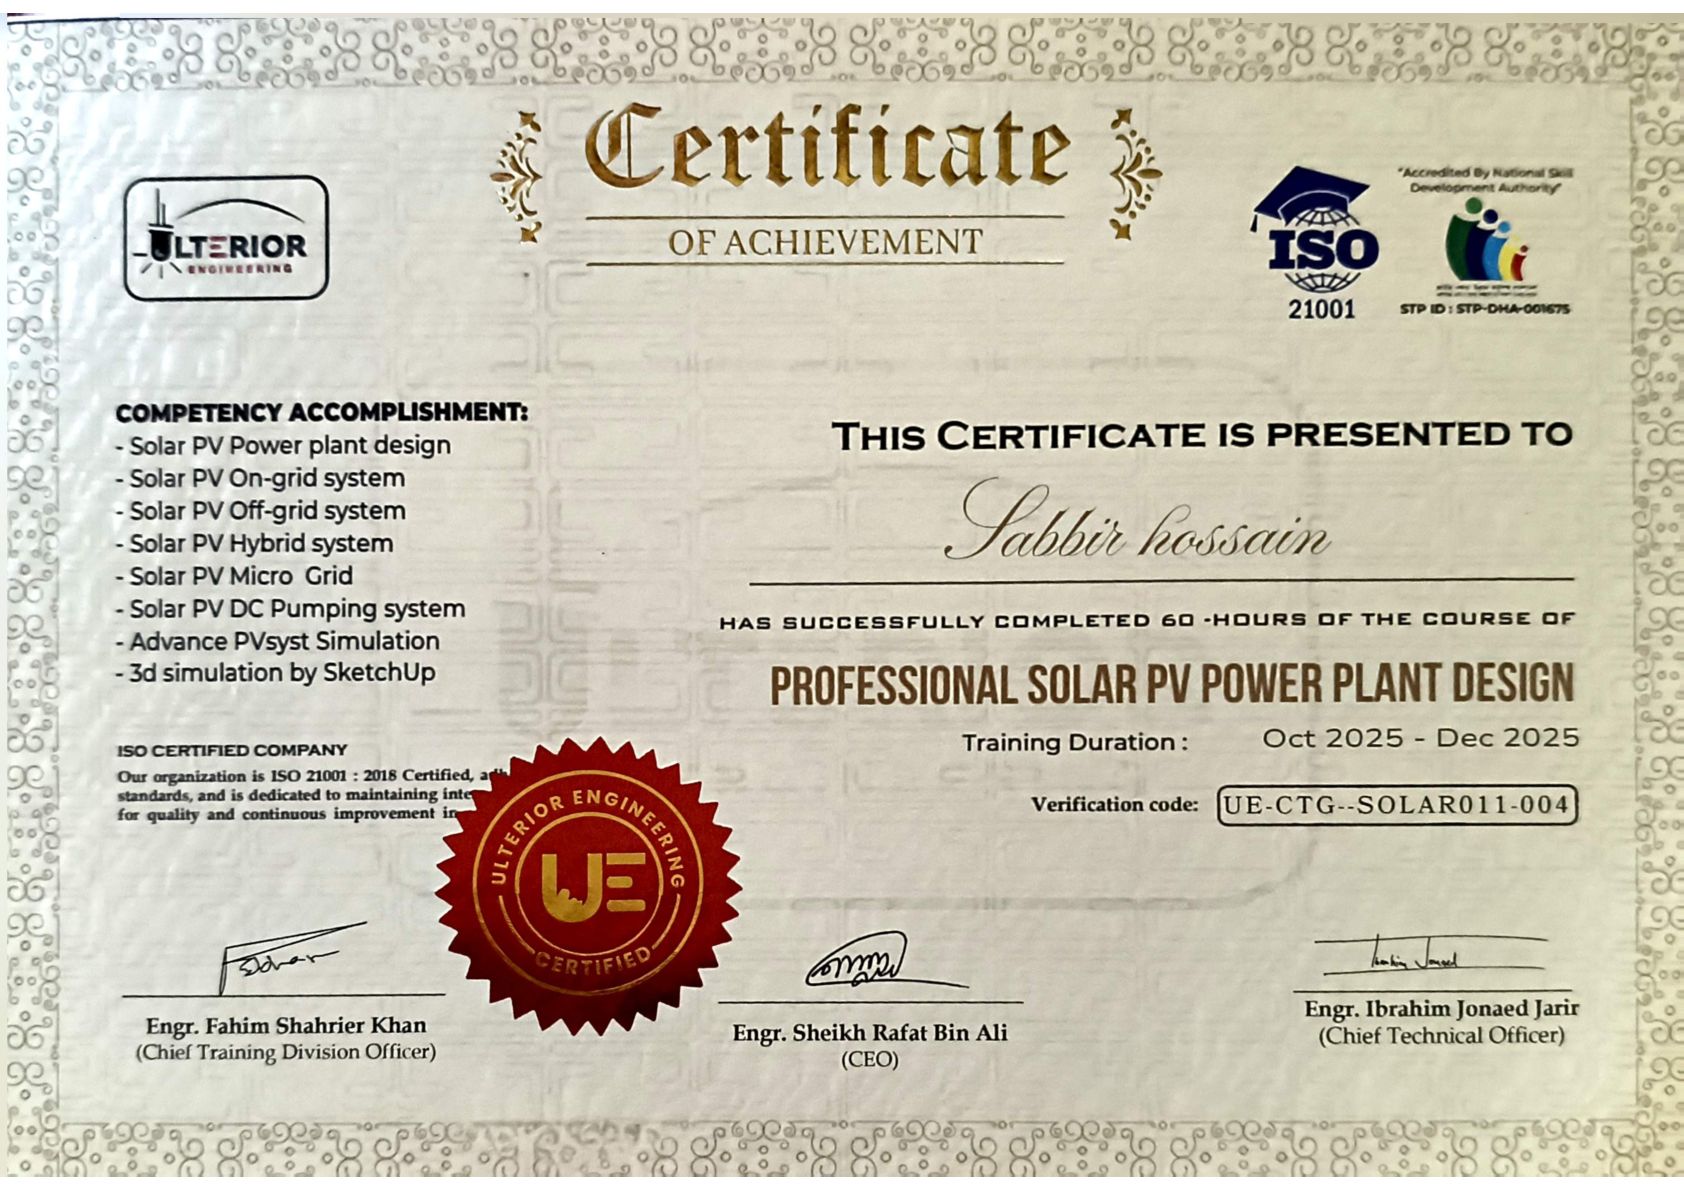 Certificate
OF ACHIEVEMENT
ULTERIOR
ENGINEERING
ISO
21001
"Accredited By National Skill
Development Authority"
STP ID : STP-DHA-001675
COMPETENCY ACCOMPLISHMENT:
- Solar PV Power plant design
- Solar PV On-grid system
- Solar PV Off-grid system
- Solar PV Hybrid system
- Solar PV Micro Grid
- Solar PV DC Pumping system
- Advance PVsyst Simulation
- 3d simulation by SketchUp
ISO CERTIFIED COMPANY
Our organization is ISO 21001 : 2018 Certified,
standards, and is dedicated to maintaining
for quality and continuous improvement
THIS CERTIFICATE IS PRESENTED TO
Sabbir hossain
HAS SUCCESSFULLY COMPLETED 60 -HOURS OF THE COURSE OF
PROFESSIONAL SOLAR PV POWER PLANT DESIGN
Training Duration : Oct 2025 - Dec 2025
Verification code: UE-CTG--SOLAR011-004
ULTERIOR ENGINEERING
UE
CERTIFIED
Engr. Fahim Shahrier Khan
(Chief Training Division Officer)
Engr. Sheikh Rafat Bin Ali
(CEO)
Ibrahim Jonaed
Engr. Ibrahim Jonaed Jarir
(Chief Technical Officer)